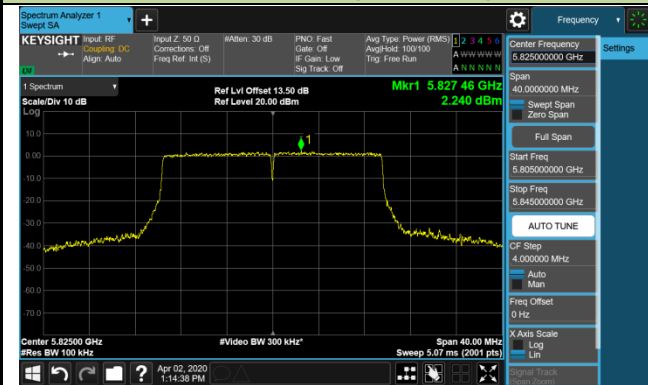 Spectrum Analyzer 1
Swept SA
Frequency
KEYSIGHT
Input: RF
Coupling: DC
Align: Auto
Input Z: 50 Ω
Corrections: Off
Freq Ref: Int (S)
#Atten: 30 dB
PNO: Fast
Gate: Off
IF Gain: Low
Sig Track: Off
Avg Type: Power (RMS)
Avg|Hold: 100/100
Trig: Free Run
1 2 3 4 5 6
A W W W W W
A N N N N N
LVI
1 Spectrum
Scale/Div 10 dB
Log
Ref Lvl Offset 13.50 dB
Ref Level 20.00 dBm
Mkr1 5.827 46 GHz
2.240 dBm
1
10.0
0.00
-10.0
-20.0
-30.0
-40.0
-50.0
-60.0
-70.0
Center 5.82500 GHz
#Res BW 100 kHz
#Video BW 300 kHz*
Span 40.00 MHz
Sweep 5.07 ms (2001 pts)
Center Frequency
5.825000000 GHz
Settings
Span
40.0000000 MHz
Swept Span
Zero Span
Full Span
Start Freq
5.805000000 GHz
Stop Freq
5.845000000 GHz
AUTO TUNE
CF Step
4.000000 MHz
Auto
Man
Freq Offset
0 Hz
X Axis Scale
Log
Lin
Signal Track
(Span Zoom)
Apr 02, 2020
1:14:38 PM